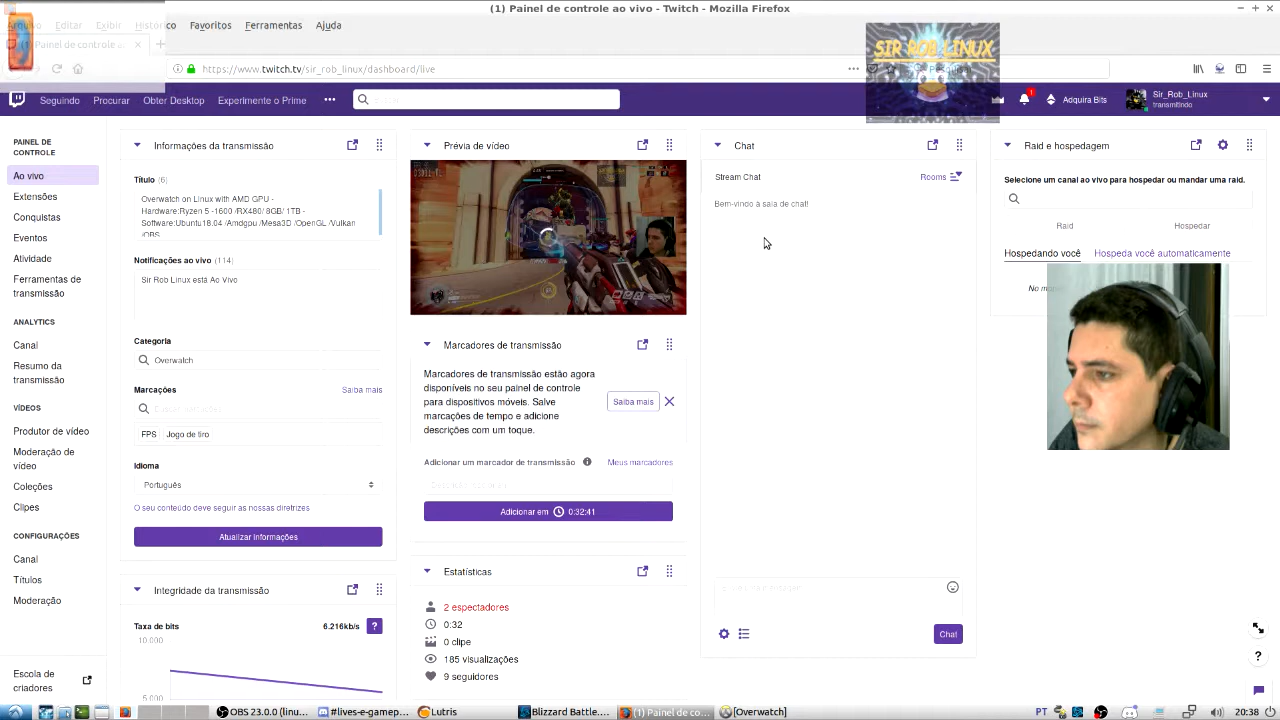 (1) Painel de controle ao vivo - Twitch - Mozilla Firefox
Arquivo Editar Exibir Histórico Favoritos Ferramentas Ajuda
(1) Painel de controle ao
https://www.twitch.tv/sir_rob_linux/dashboard/live
SIR ROB LINUX
Seguindo Procurar Obter Desktop Experimente o Prime
1
Adquira Bits
Sir_Rob_Linux
transmitindo
PAINEL DE
CONTROLE
Ao vivo
Extensões
Conquistas
Eventos
Atividade
Ferramentas de
transmissão
ANALYTICS
Canal
Resumo da
transmissão
VÍDEOS
Produtor de vídeo
Moderação de
vídeo
Coleções
Clipes
CONFIGURAÇÕES
Canal
Títulos
Moderação
Escola de
criadores
Informações da transmissão
Título (6)
Overwatch on Linux with AMD GPU -
Hardware:Ryzen 5 -1600 /RX480/ 8GB/ 1TB -
Software:Ubuntu18.04 /Amdgpu /Mesa3D /OpenGL /Vulkan
/OBS
Notificações ao vivo (114)
Sir Rob Linux está Ao Vivo
Categoria
Overwatch
Marcações
Saiba mais
FPS
Jogo de tiro
Idioma
Português
O seu conteúdo deve seguir as nossas diretrizes
Atualizar Informações
Integridade da transmissão
Taxa de bits
6.216kb/s
?
10.000
5.000
Prévia de vídeo
Marcadores de transmissão
Marcadores de transmissão estão agora
disponíveis no seu painel de controle
para dispositivos móveis. Salve
marcações de tempo e adicione
descrições com um toque.
Saiba mais
Adicionar um marcador de transmissão
Meus marcadores
Adicionar em 0:32:41
Estatísticas
2 espectadores
0:32
0 clipe
185 visualizações
9 seguidores
Chat
Stream Chat
Rooms
Bem-vindo à sala de chat!
Chat
Raid e hospedagem
Selecione um canal ao vivo para hospedar ou mandar uma raid.
Raid
Hospedar
Hospedando você
Hospeda você automaticamente
?
OBS 23.0.0 (linu...
#lives-e-gamep...
Lutris
Blizzard Battle...
(1) Painel de co...
[Overwatch]
PT
20:38